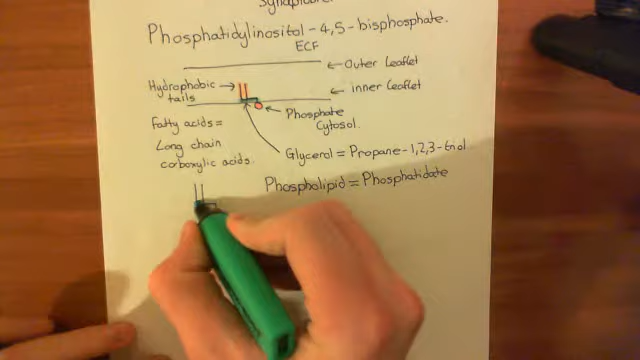 Phosphatidylinositol-4,5-bisphosphate.
ECF
outer leaflet
Hydrophobic tails
inner leaflet
Phosphate
Cytosol.
Fatty acids =
Long chain
carboxylic acids.
Glycerol = Propane-1,2,3-triol
Phospholipid = Phosphatidate